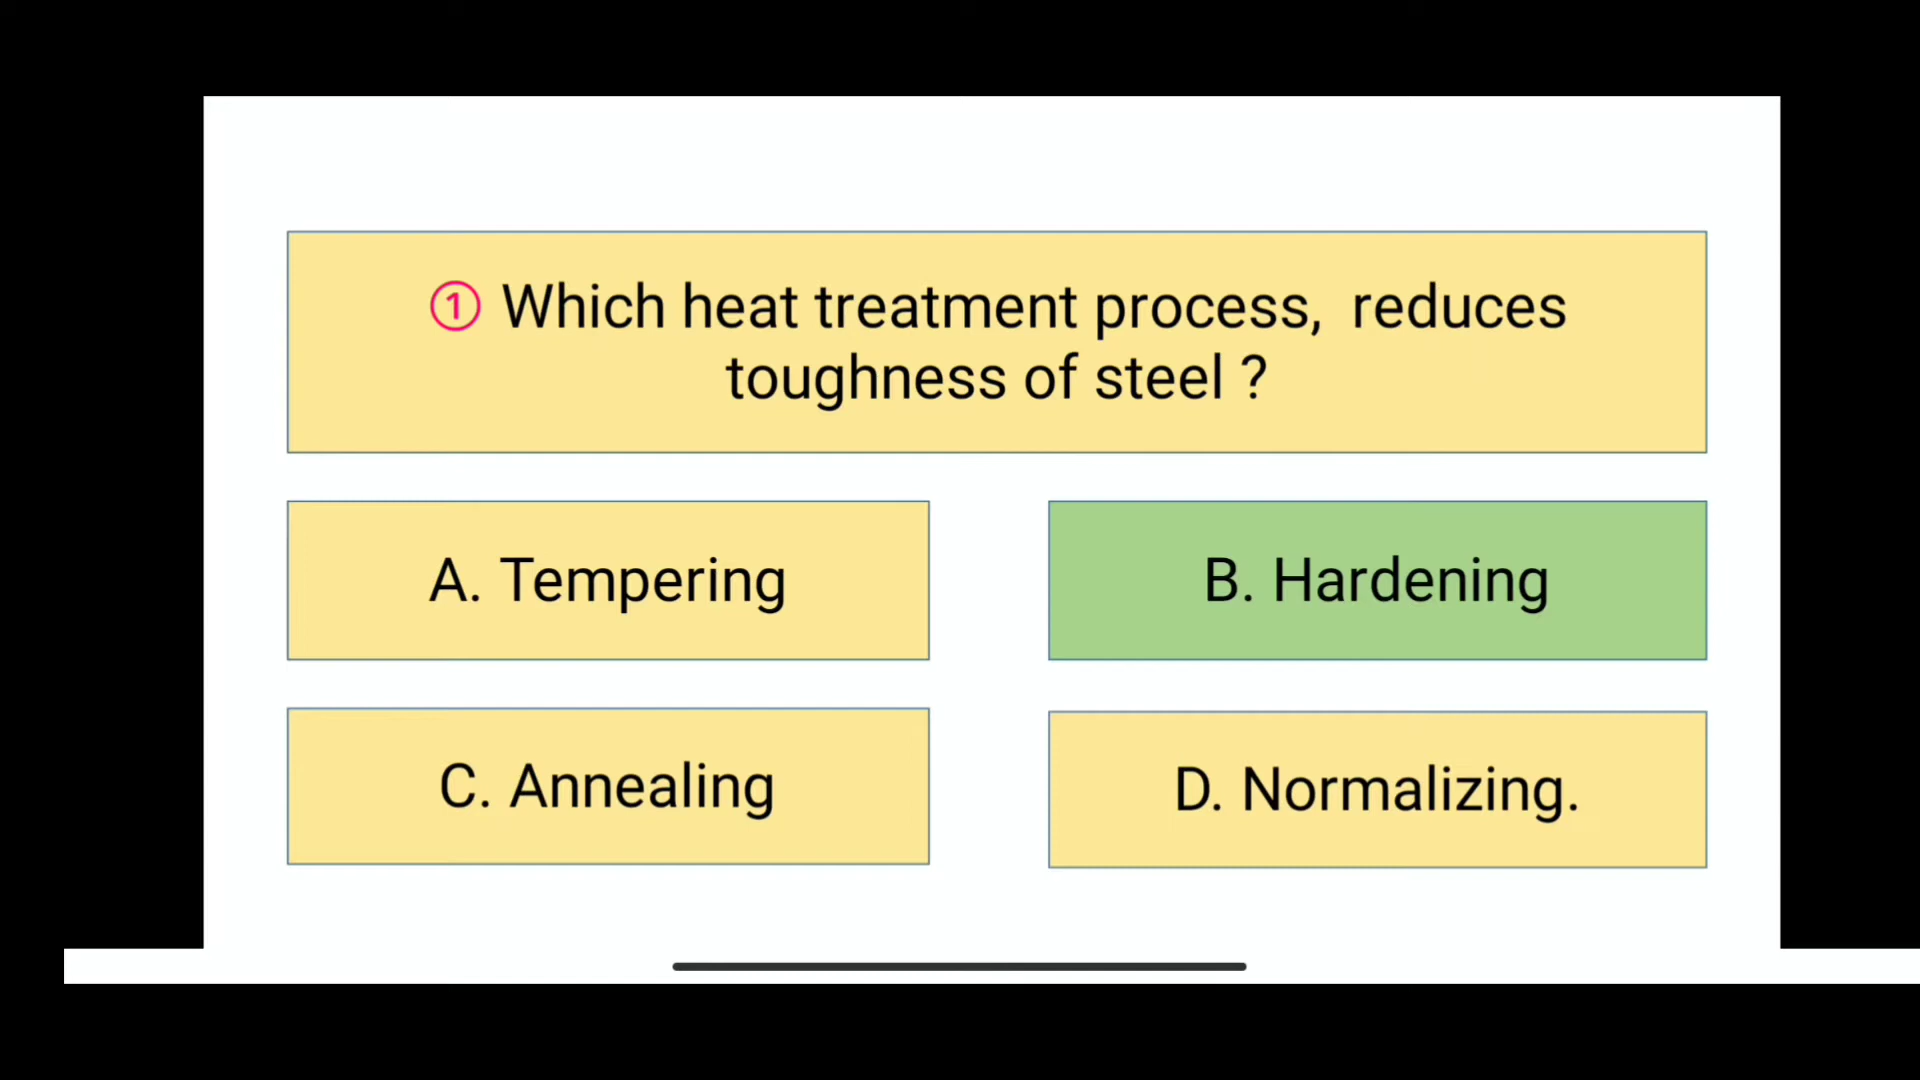 ① Which heat treatment process,  reduces
toughness of steel ?
A. Tempering
B. Hardening
C. Annealing
D. Normalizing.